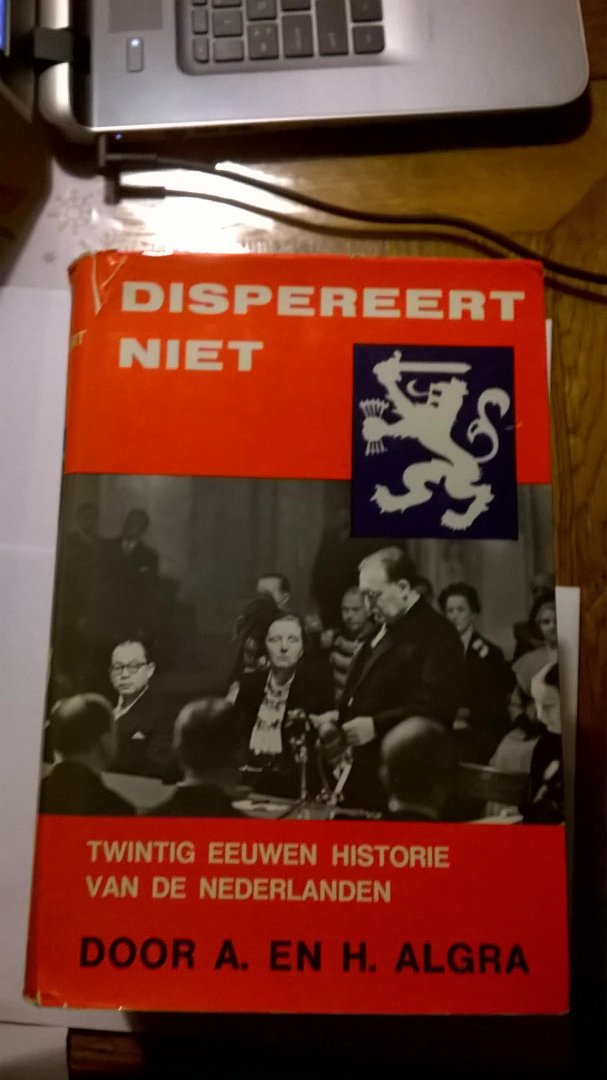 DISPEREERT
NIET
TWINTIG EEUWEN HISTORIE
VAN DE NEDERLANDEN
DOOR A. EN H. ALGRA